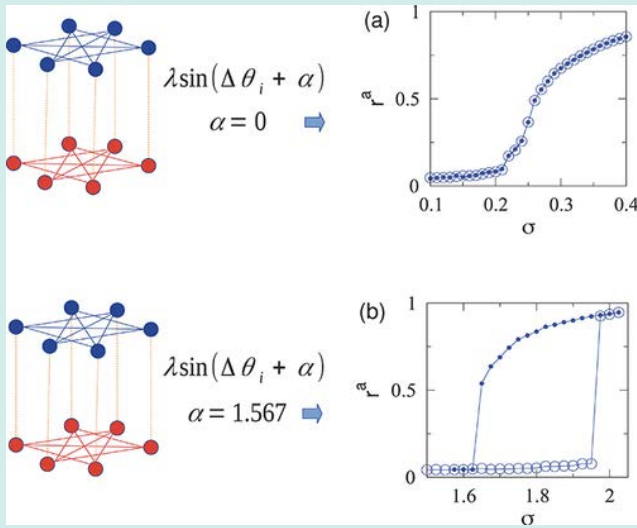 (a)
λsin(Δθi + α)
α = 0
r^a
1
0.5
0
0.1 0.2 0.3 0.4
σ
(b)
λsin(Δθi + α)
α = 1.567
r^a
1
0.5
0
1.6 1.8 2
σ